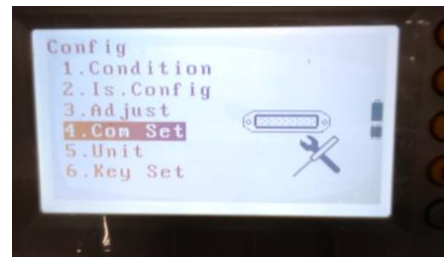 Config
1.Condition
2.Is.Config
3.Adjust
4.Com Set
5.Unit
6.Key Set